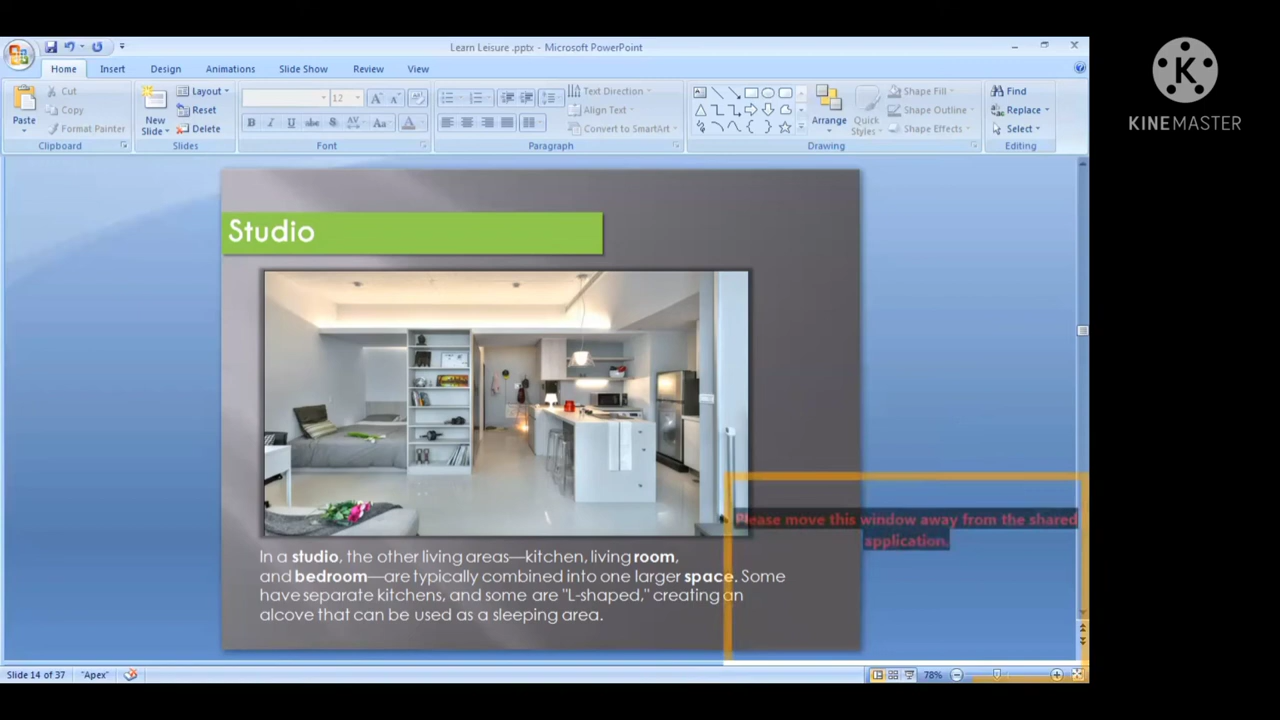 Learn Leisure .pptx - Microsoft PowerPoint
Home Insert Design Animations Slide Show Review View
K
KINEMASTER
Paste
Cut
Copy
Format Painter
Clipboard
New Slide
Layout
Reset
Delete
Slides
12
B I U abc S AV Aa A
Font
Text Direction
Align Text
Convert to SmartArt
Paragraph
Arrange
Quick Styles
Shape Fill
Shape Outline
Shape Effects
Drawing
Find
Replace
Select
Editing
Studio
Please move this window away from the shared
application.
In a studio, the other living areas—kitchen, living room,
and bedroom—are typically combined into one larger space. Some
have separate kitchens, and some are "L-shaped," creating an
alcove that can be used as a sleeping area.
Slide 14 of 37 "Apex" 78%